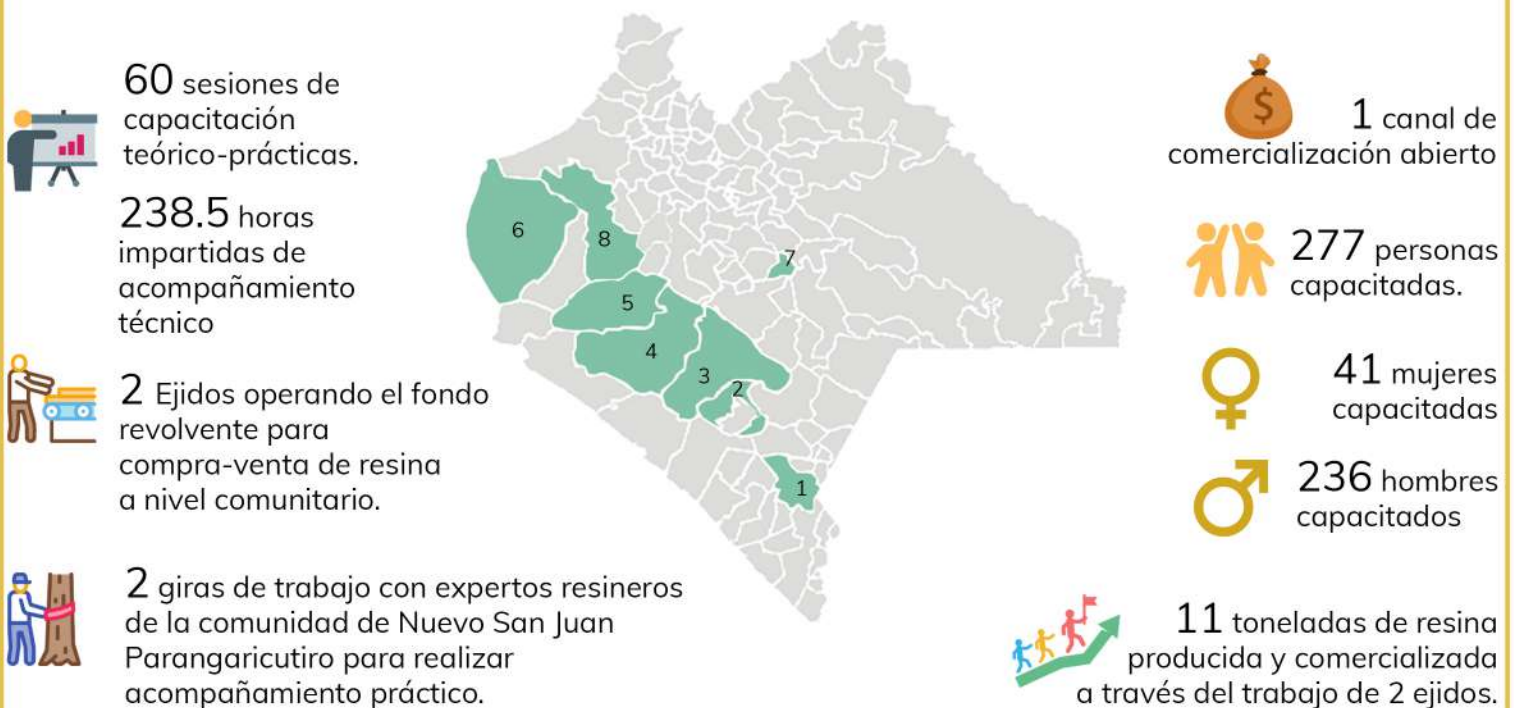 60 sesiones de
capacitación
teórico-prácticas.
238.5 horas
impartidas de
acompañamiento
técnico
2 Ejidos operando el fondo
revolvente para
compra-venta de resina
a nivel comunitario.
2 giras de trabajo con expertos resineros
de la comunidad de Nuevo San Juan
Parangaricutiro para realizar
acompañamiento práctico.
6
8
7
5
4
3
2
1
$
1 canal de
comercialización abierto
277 personas
capacitadas.
41 mujeres
capacitadas
236 hombres
capacitados
11 toneladas de resina
producida y comercializada
a través del trabajo de 2 ejidos.